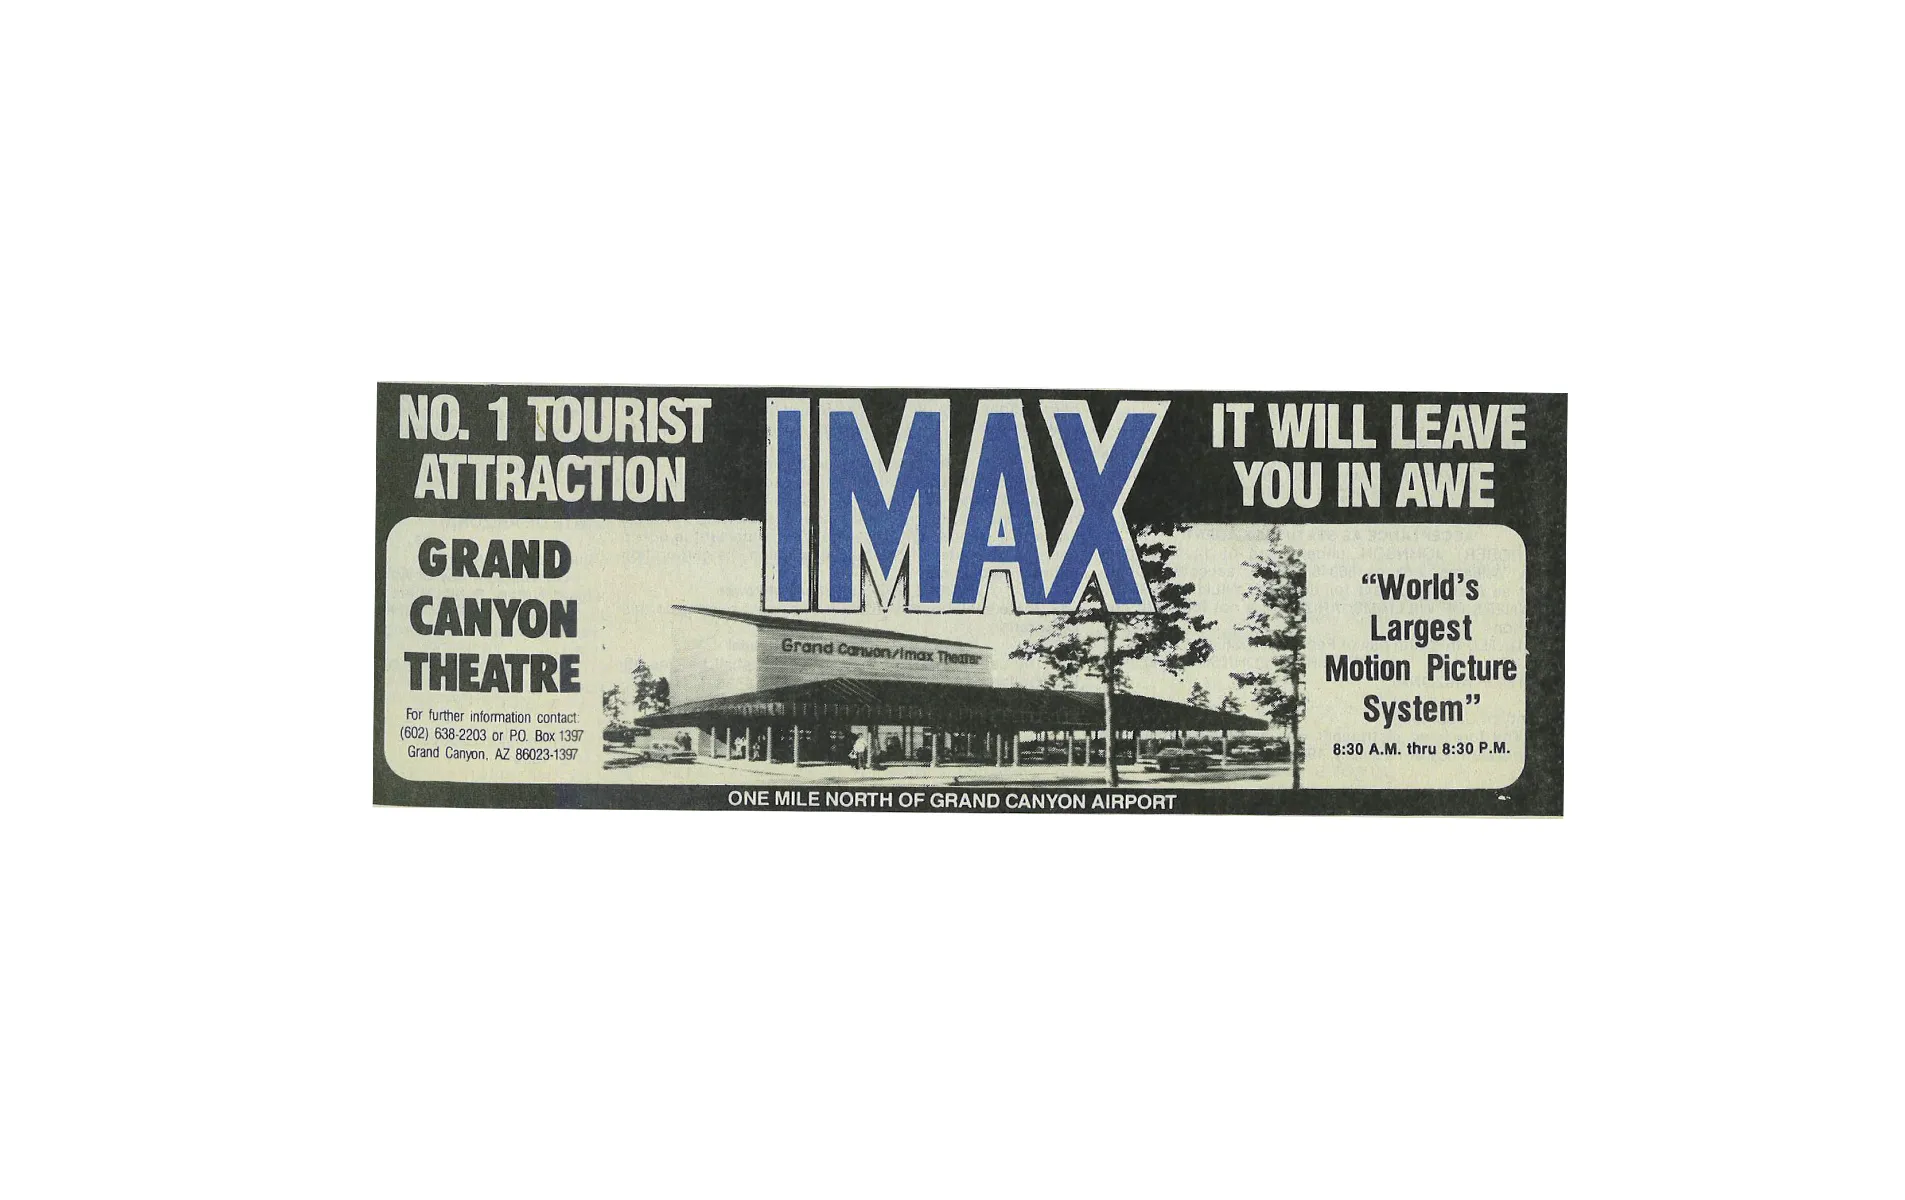 NO. 1 TOURIST
ATTRACTION
IMAX
IT WILL LEAVE
YOU IN AWE
GRAND
CANYON
THEATRE
For further information contact:
(602) 638-2203 or P.O. Box 1397
Grand Canyon, AZ 86023-1397
Grand Canyon/Imax Theater
"World's
Largest
Motion Picture
System"
8:30 A.M. thru 8:30 P.M.
ONE MILE NORTH OF GRAND CANYON AIRPORT